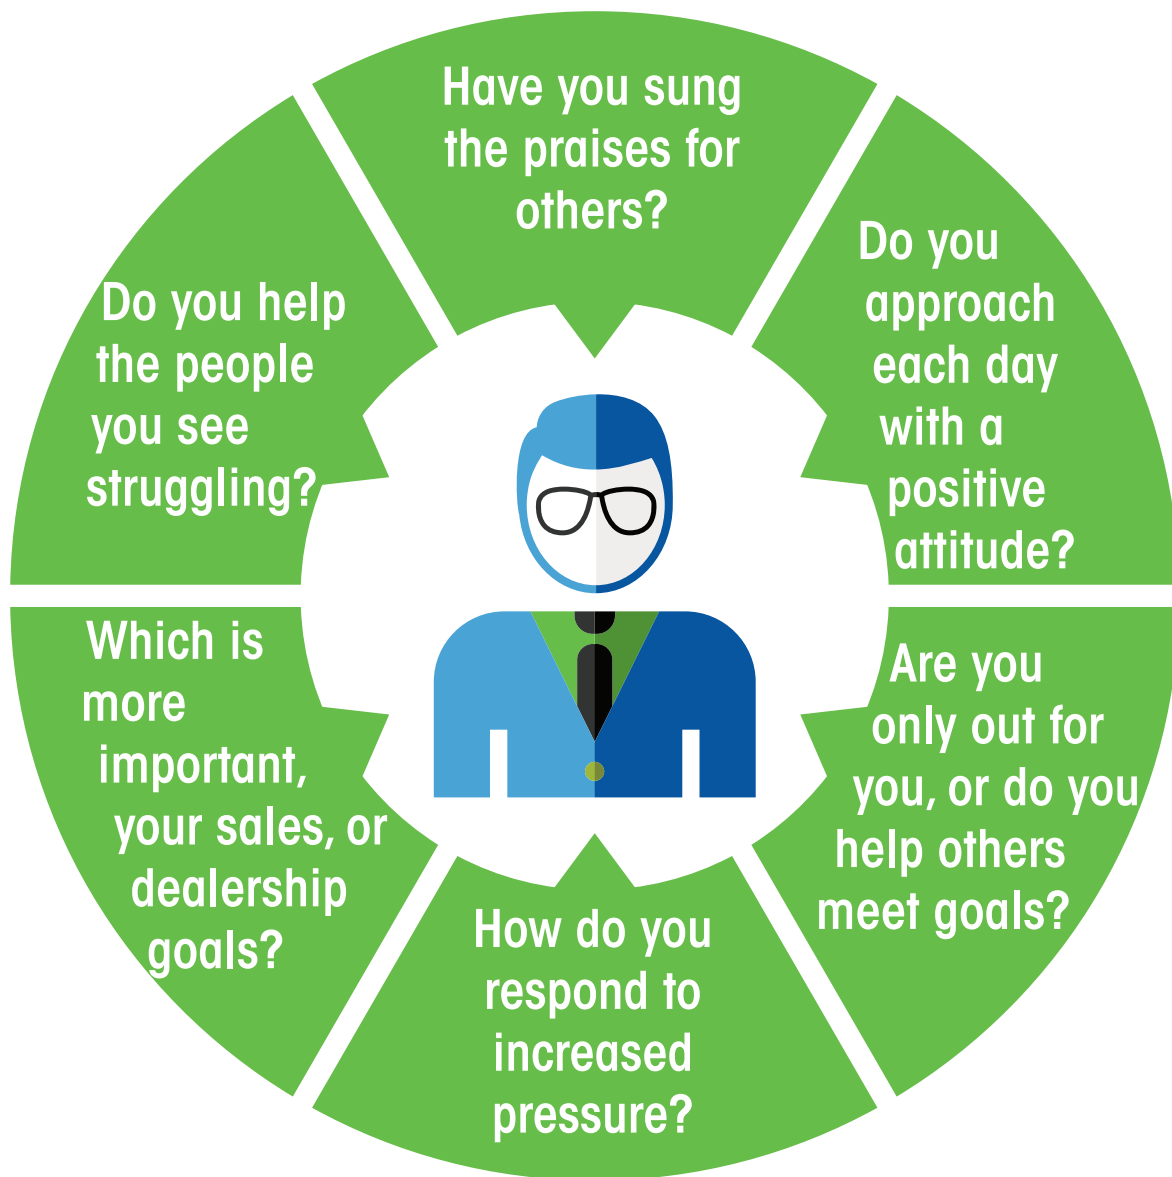 Have you sung
the praises for
others?
Do you
approach
each day
with a
positive
attitude?
Are you
only out for
you, or do you
help others
meet goals?
How do you
respond to
increased
pressure?
Which is
more
important,
your sales, or
dealership
goals?
Do you help
the people
you see
struggling?